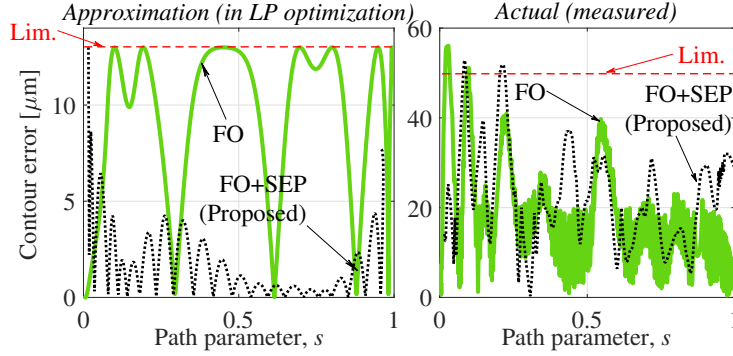 Approximation (in LP optimization)
Actual (measured)
Lim.
Contour error [μm]
10
5
0
FO
FO+SEP
(Proposed)
0
0.5
1
Path parameter, s
60
40
20
0
Lim.
FO
FO+SEP
(Proposed)
0
0.5
1
Path parameter, s